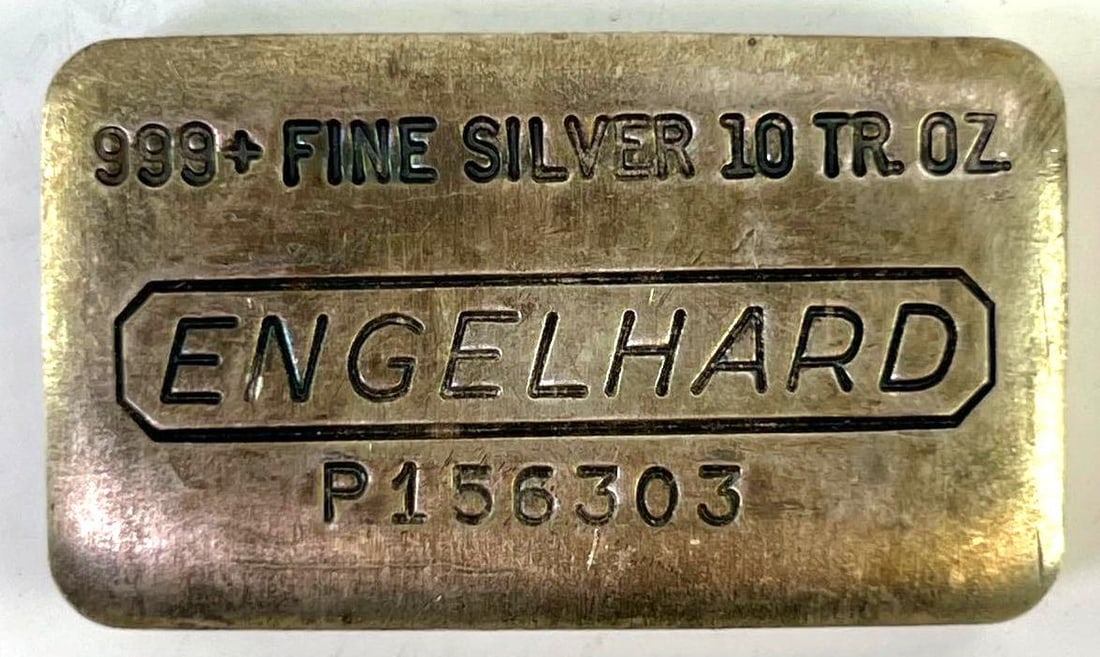 999+ FINE SILVER 10 TR. OZ.
ENGELHARD
P156303